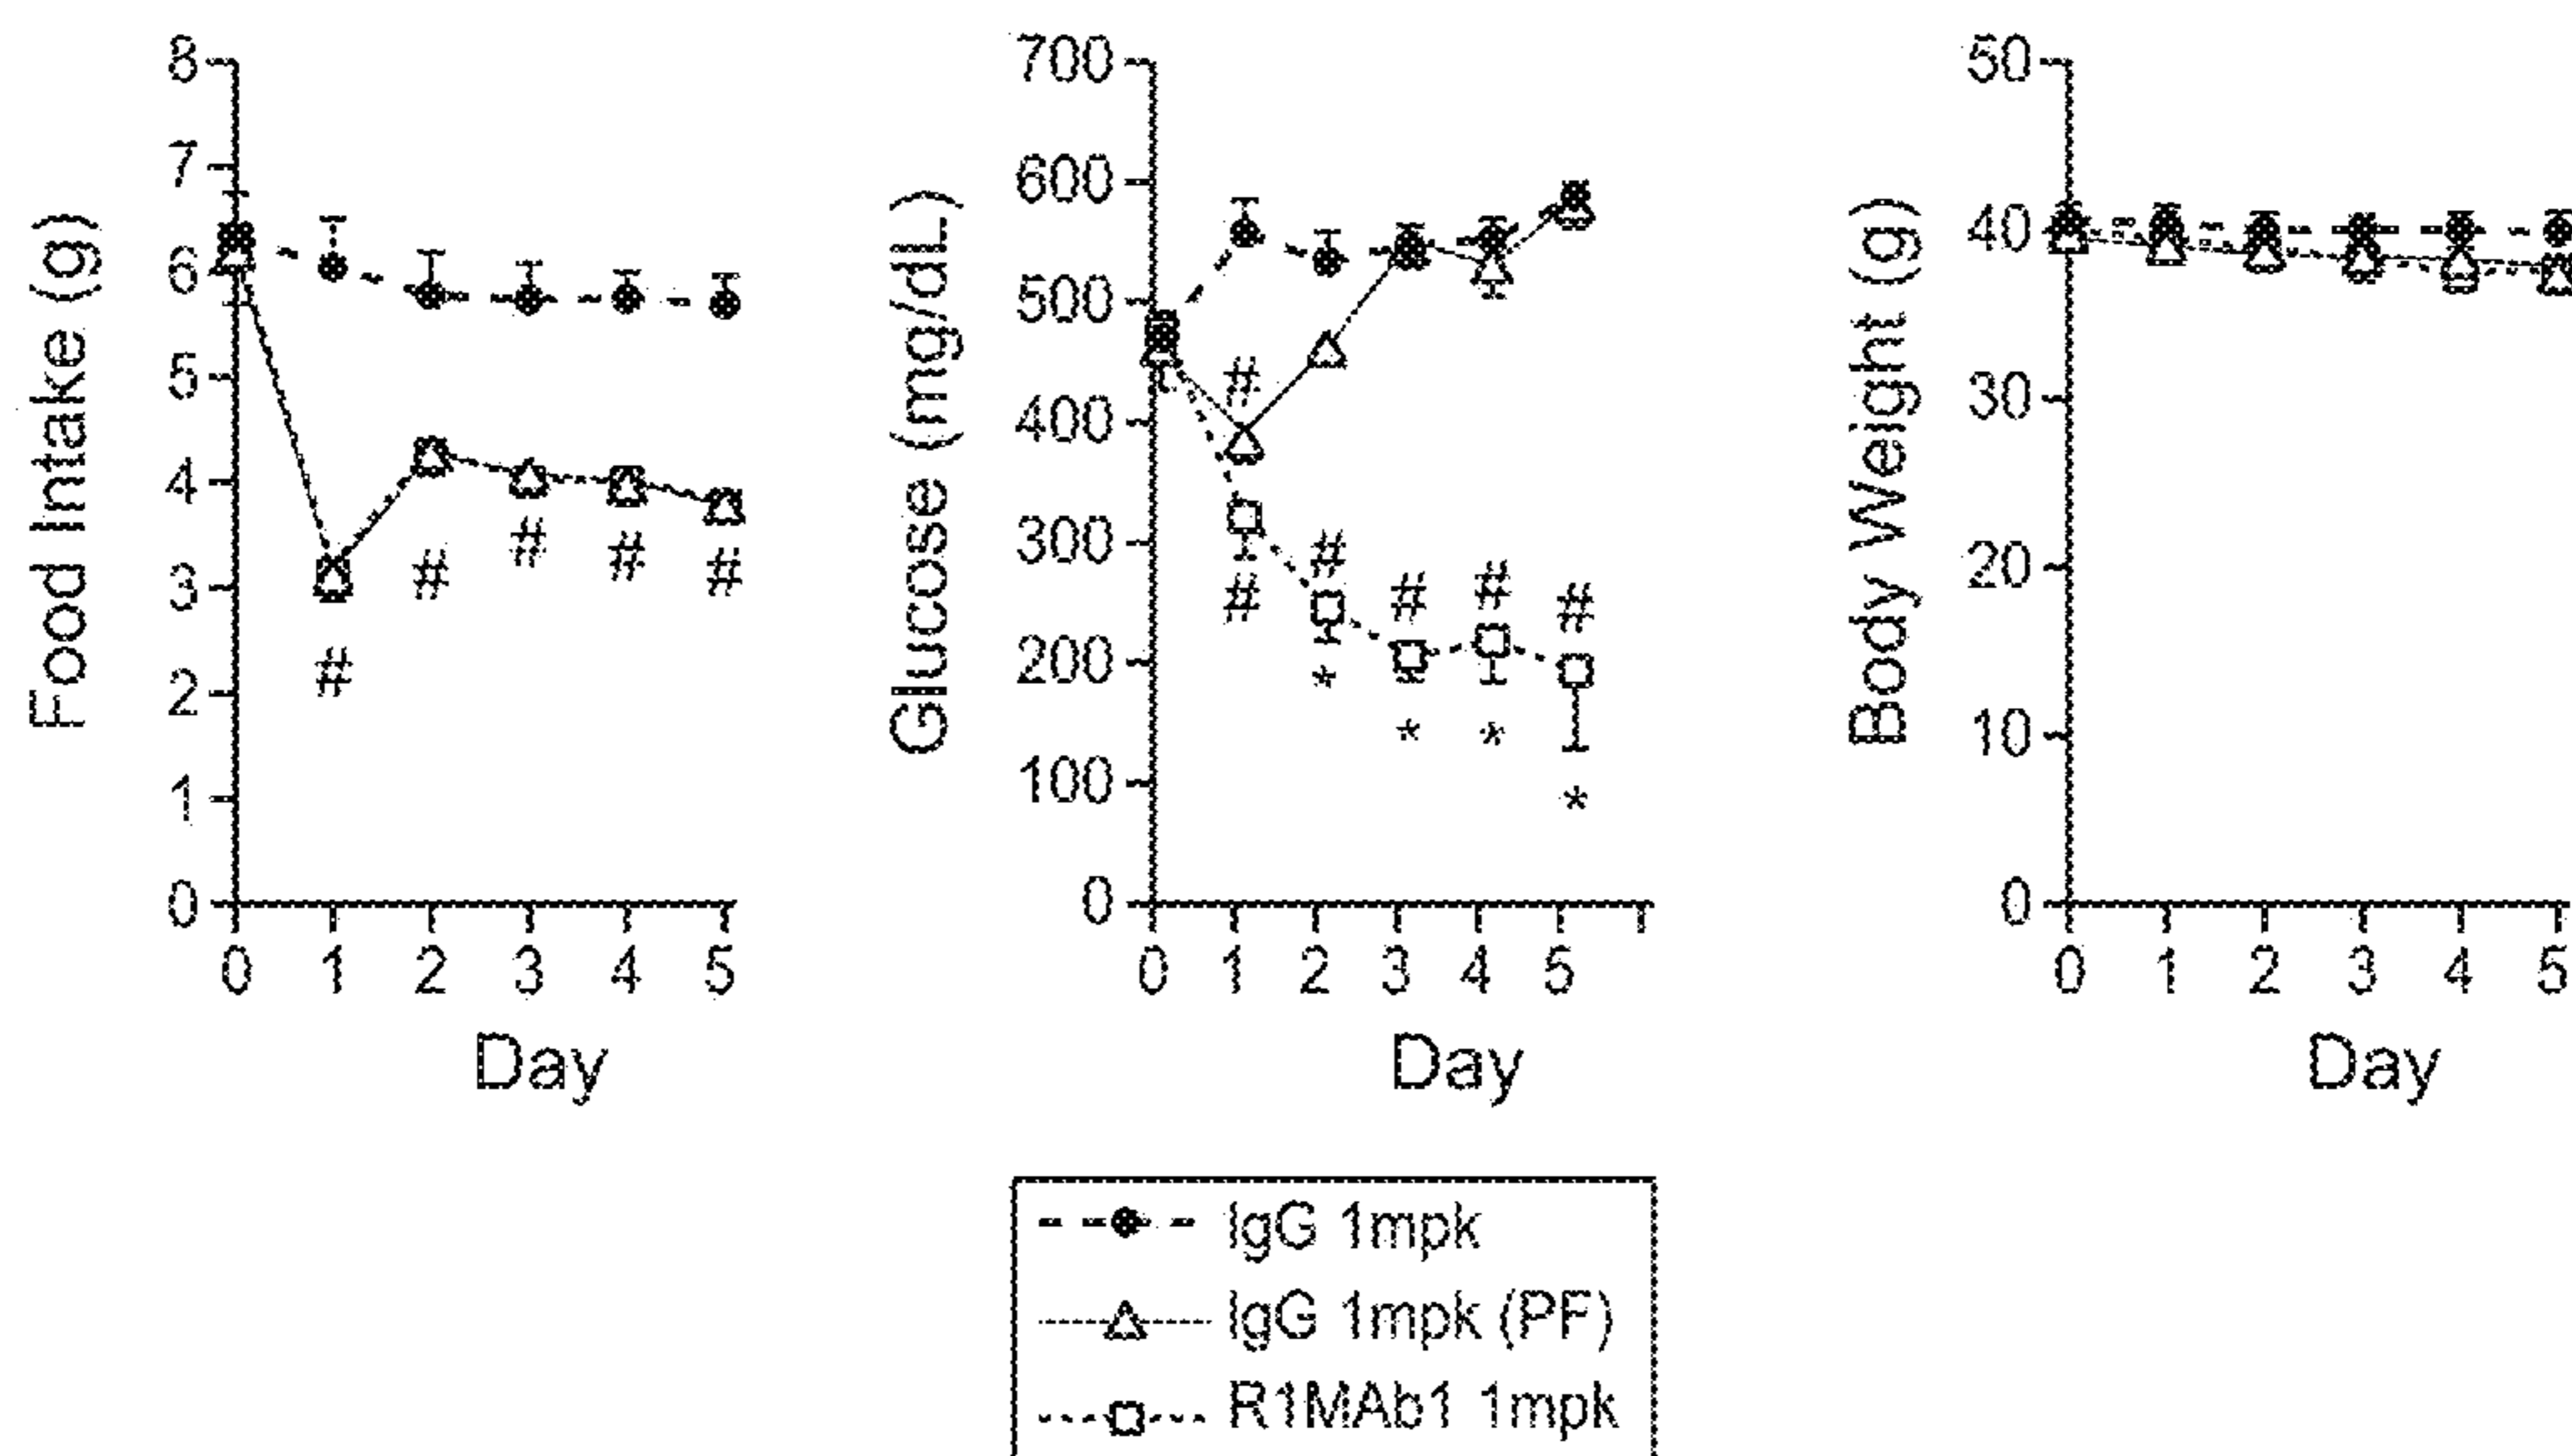 Food Intake (g)
8
7
6
5
4
3
2
1
0
# # # # #
0 1 2 3 4 5
Day
Glucose (mg/dL)
700
600
500
400
300
200
100
0
#
# # # # #
* * * *
0 1 2 3 4 5
Day
Body Weight (g)
50
40
30
20
10
0
0 1 2 3 4 5
Day
IgG 1mpk
IgG 1mpk (PF)
R1MAb1 1mpk